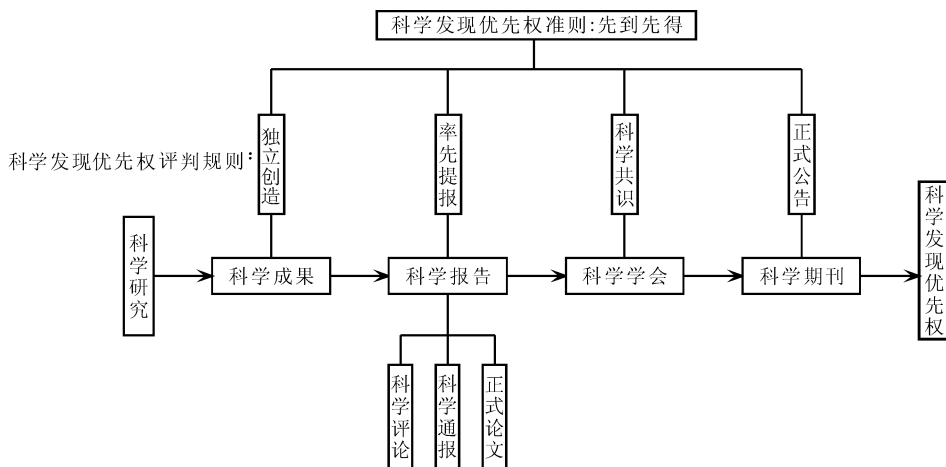 科学发现优先权准则:先到先得
科学发现优先权评判规则:
独立创造
率先提报
科学共识
正式公告
科学研究
科学成果
科学报告
科学学会
科学期刊
科学发现优先权
科学评论
科学通报
正式论文